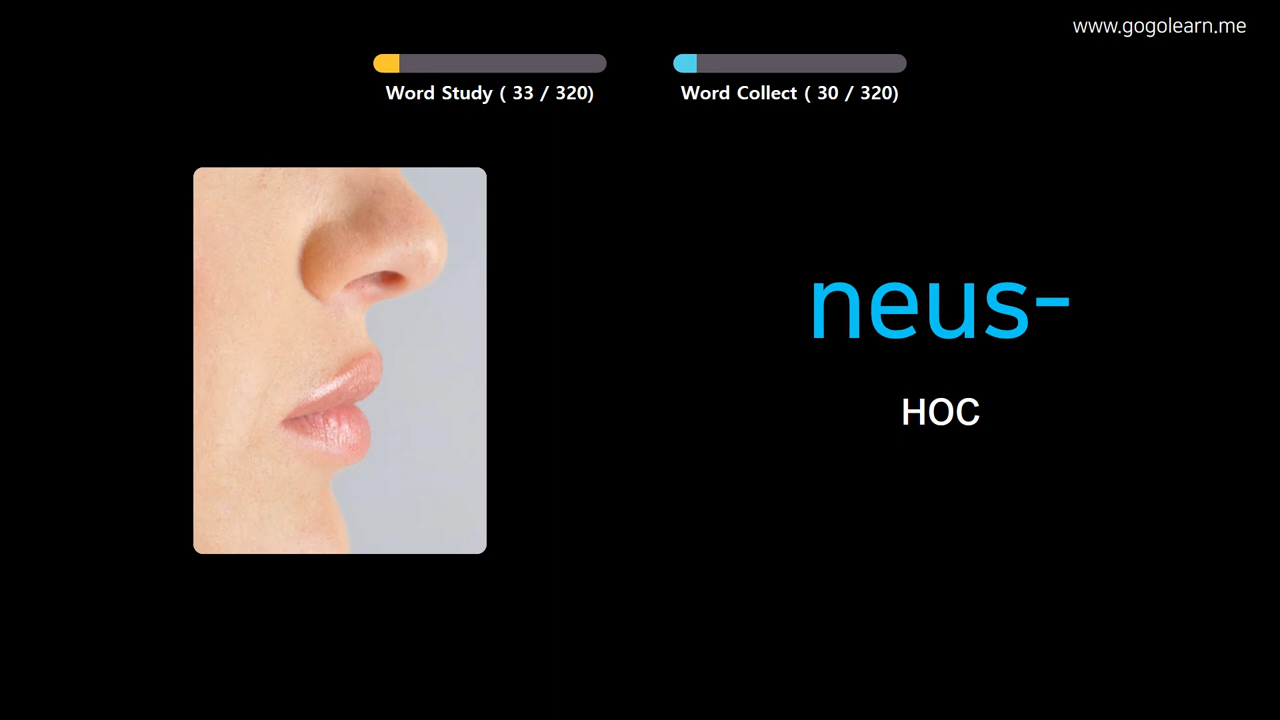 www.gogolearn.me
Word Study ( 33 / 320)
Word Collect ( 30 / 320)
neus-
нос